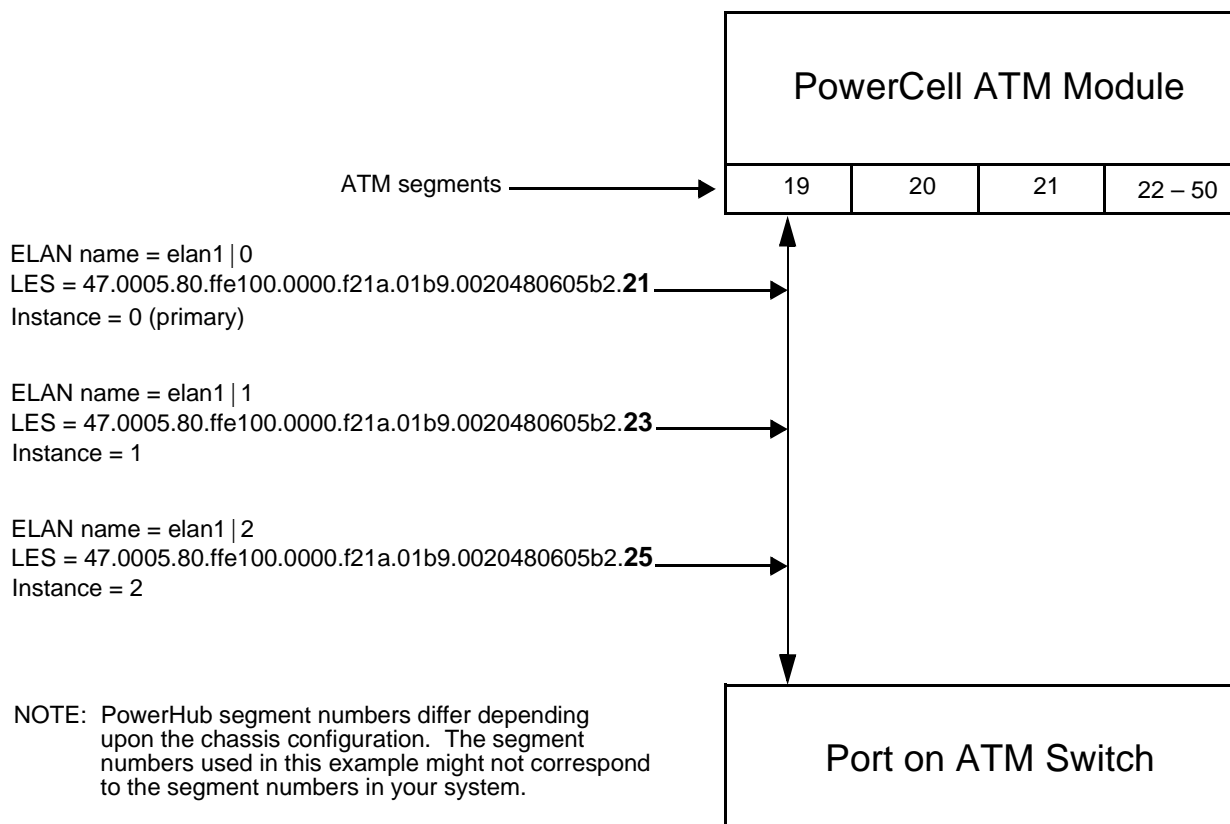 PowerCell ATM Module
ATM segments
19 20 21 22 – 50
ELAN name = elan1|0
LES = 47.0005.80.ffe100.0000.f21a.01b9.0020480605b2.21
Instance = 0 (primary)
ELAN name = elan1|1
LES = 47.0005.80.ffe100.0000.f21a.01b9.0020480605b2.23
Instance = 1
ELAN name = elan1|2
LES = 47.0005.80.ffe100.0000.f21a.01b9.0020480605b2.25
Instance = 2
NOTE: PowerHub segment numbers differ depending
upon the chassis configuration. The segment
numbers used in this example might not correspond
to the segment numbers in your system.
Port on ATM Switch